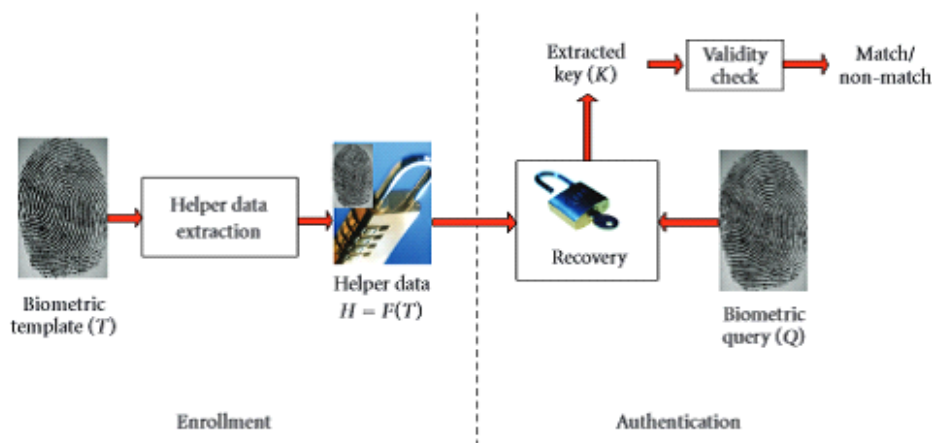 Extracted
key (K)
Validity
check
Match/
non-match
Helper data
extraction
Recovery
Helper data
H = F(T)
Biometric
template (T)
Biometric
query (Q)
Enrollment
Authentication